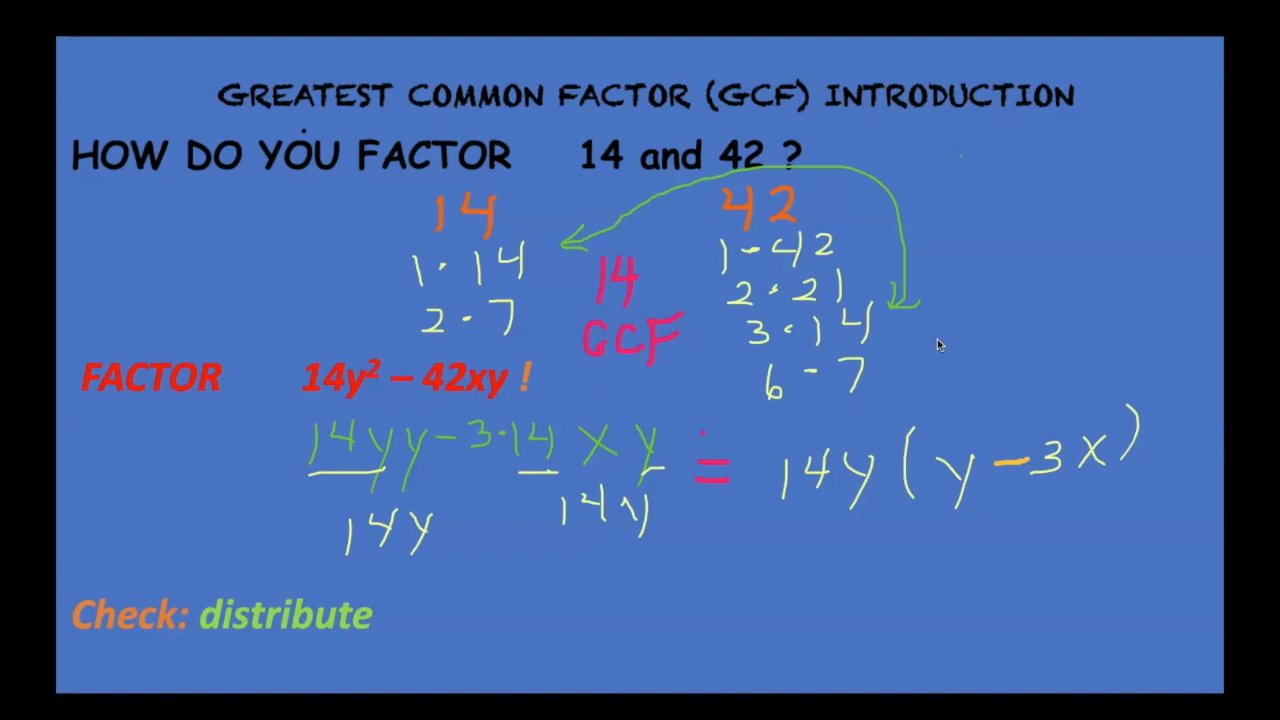 GREATEST COMMON FACTOR (GCF) INTRODUCTION
HOW DO YOU FACTOR 14 and 42 ?
14 42
1 · 14 1 - 42
2 · 7 2 · 21
14 3 · 14
GCF 6 - 7
FACTOR 14y² – 42xy !
14yy - 3·14 x y = 14y(y - 3x)
14y 14y
Check: distribute